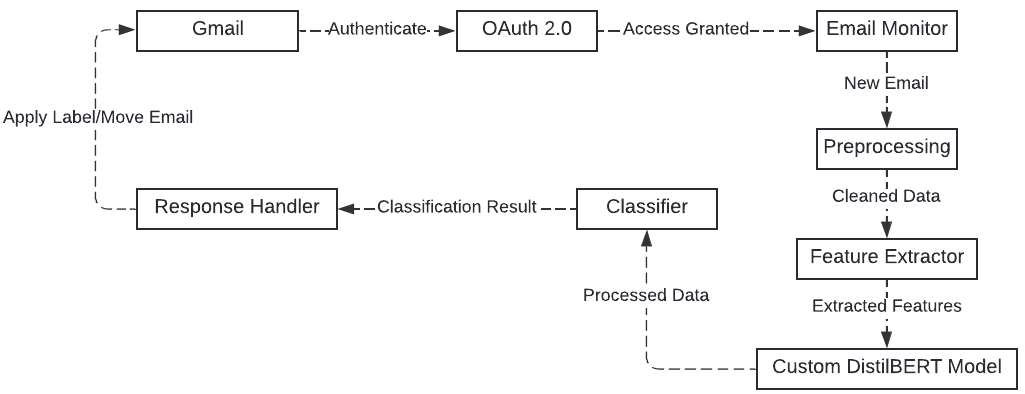 Gmail
Authenticate
OAuth 2.0
Access Granted
Email Monitor
New Email
Preprocessing
Cleaned Data
Feature Extractor
Extracted Features
Custom DistilBERT Model
Processed Data
Classifier
Classification Result
Response Handler
Apply Label/Move Email